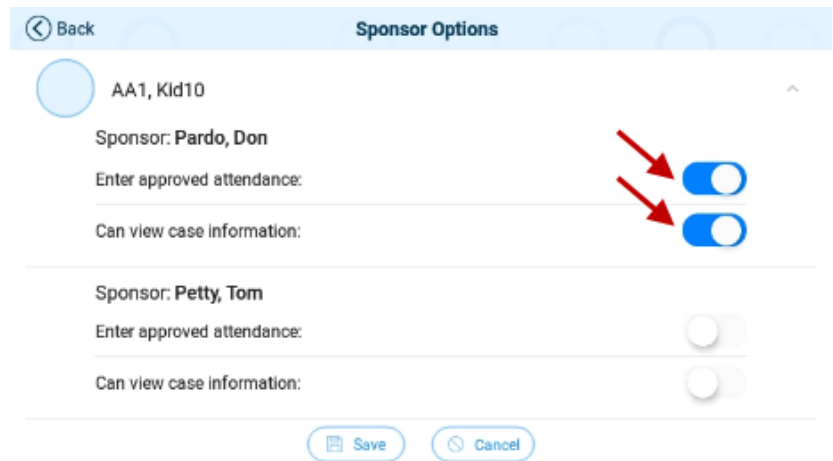 Back
Sponsor Options
AA1, Kid10
Sponsor: Pardo, Don
Enter approved attendance:
Can view case information:
Sponsor: Petty, Tom
Enter approved attendance:
Can view case information:
Save
Cancel